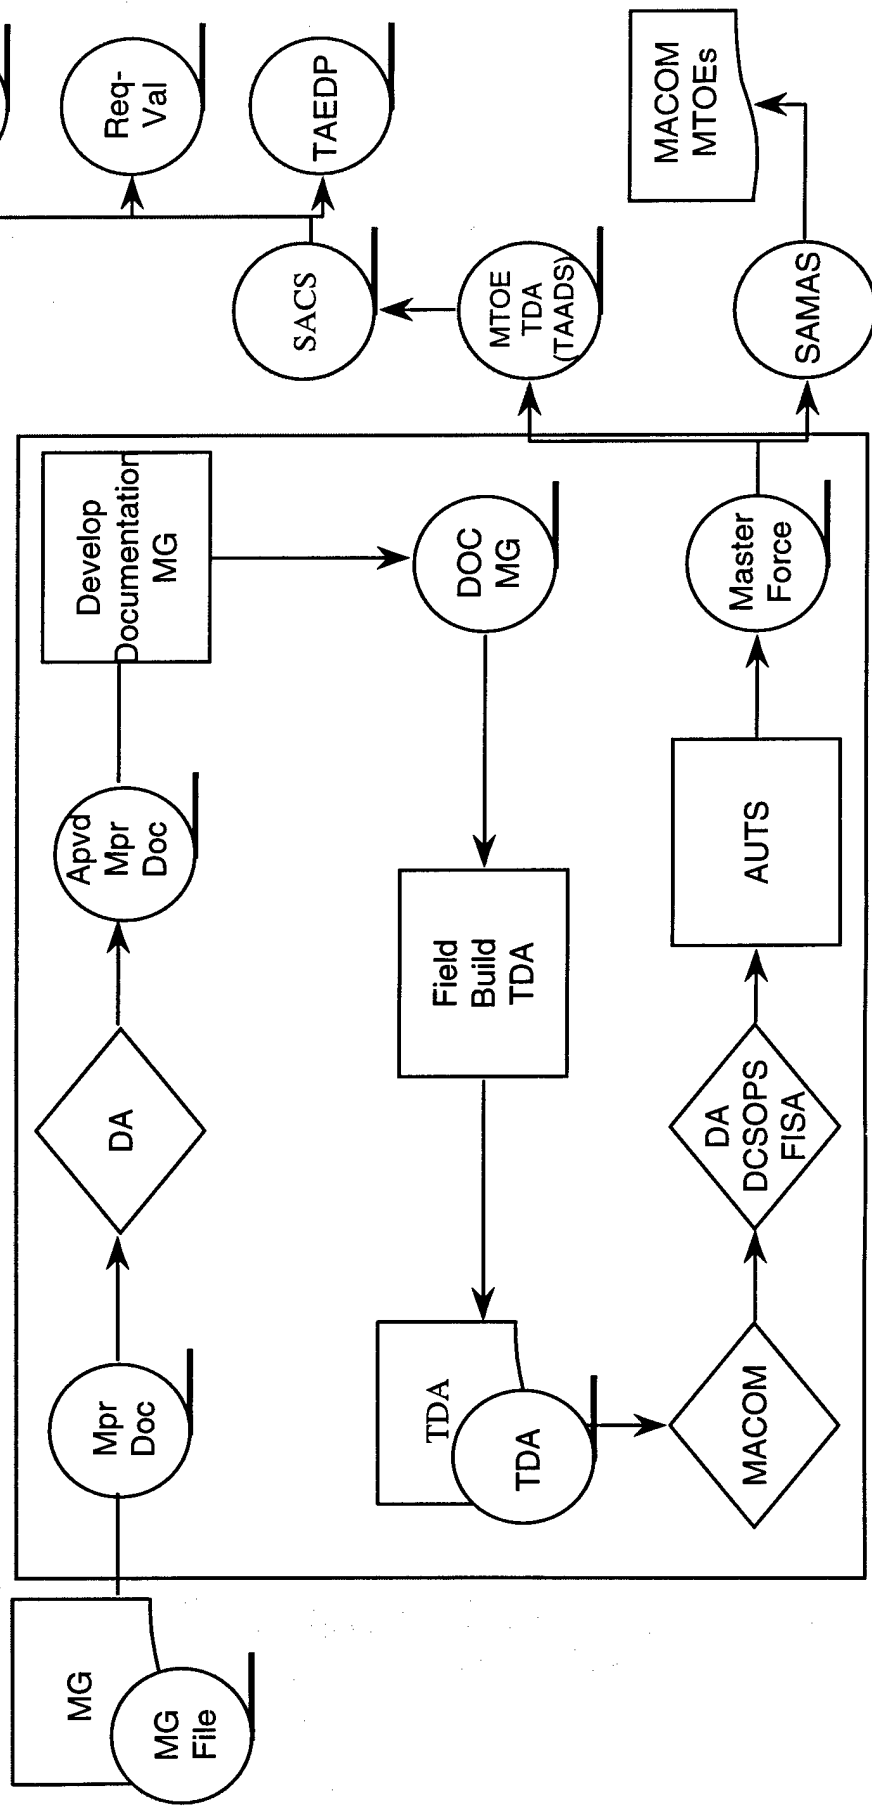 MG
MG
File
Mpr
Doc
DA
Apvd
Mpr
Doc
Develop
Documentation
MG
DOC
MG
Field
Build
TDA
TDA
TDA
MACOM
DA
DCSOPS
FISA
AUTS
Master
Force
MTOE
TDA
(TAADS)
SACS
Req-
Val
TAEDP
SAMAS
MACOM
MTOEs